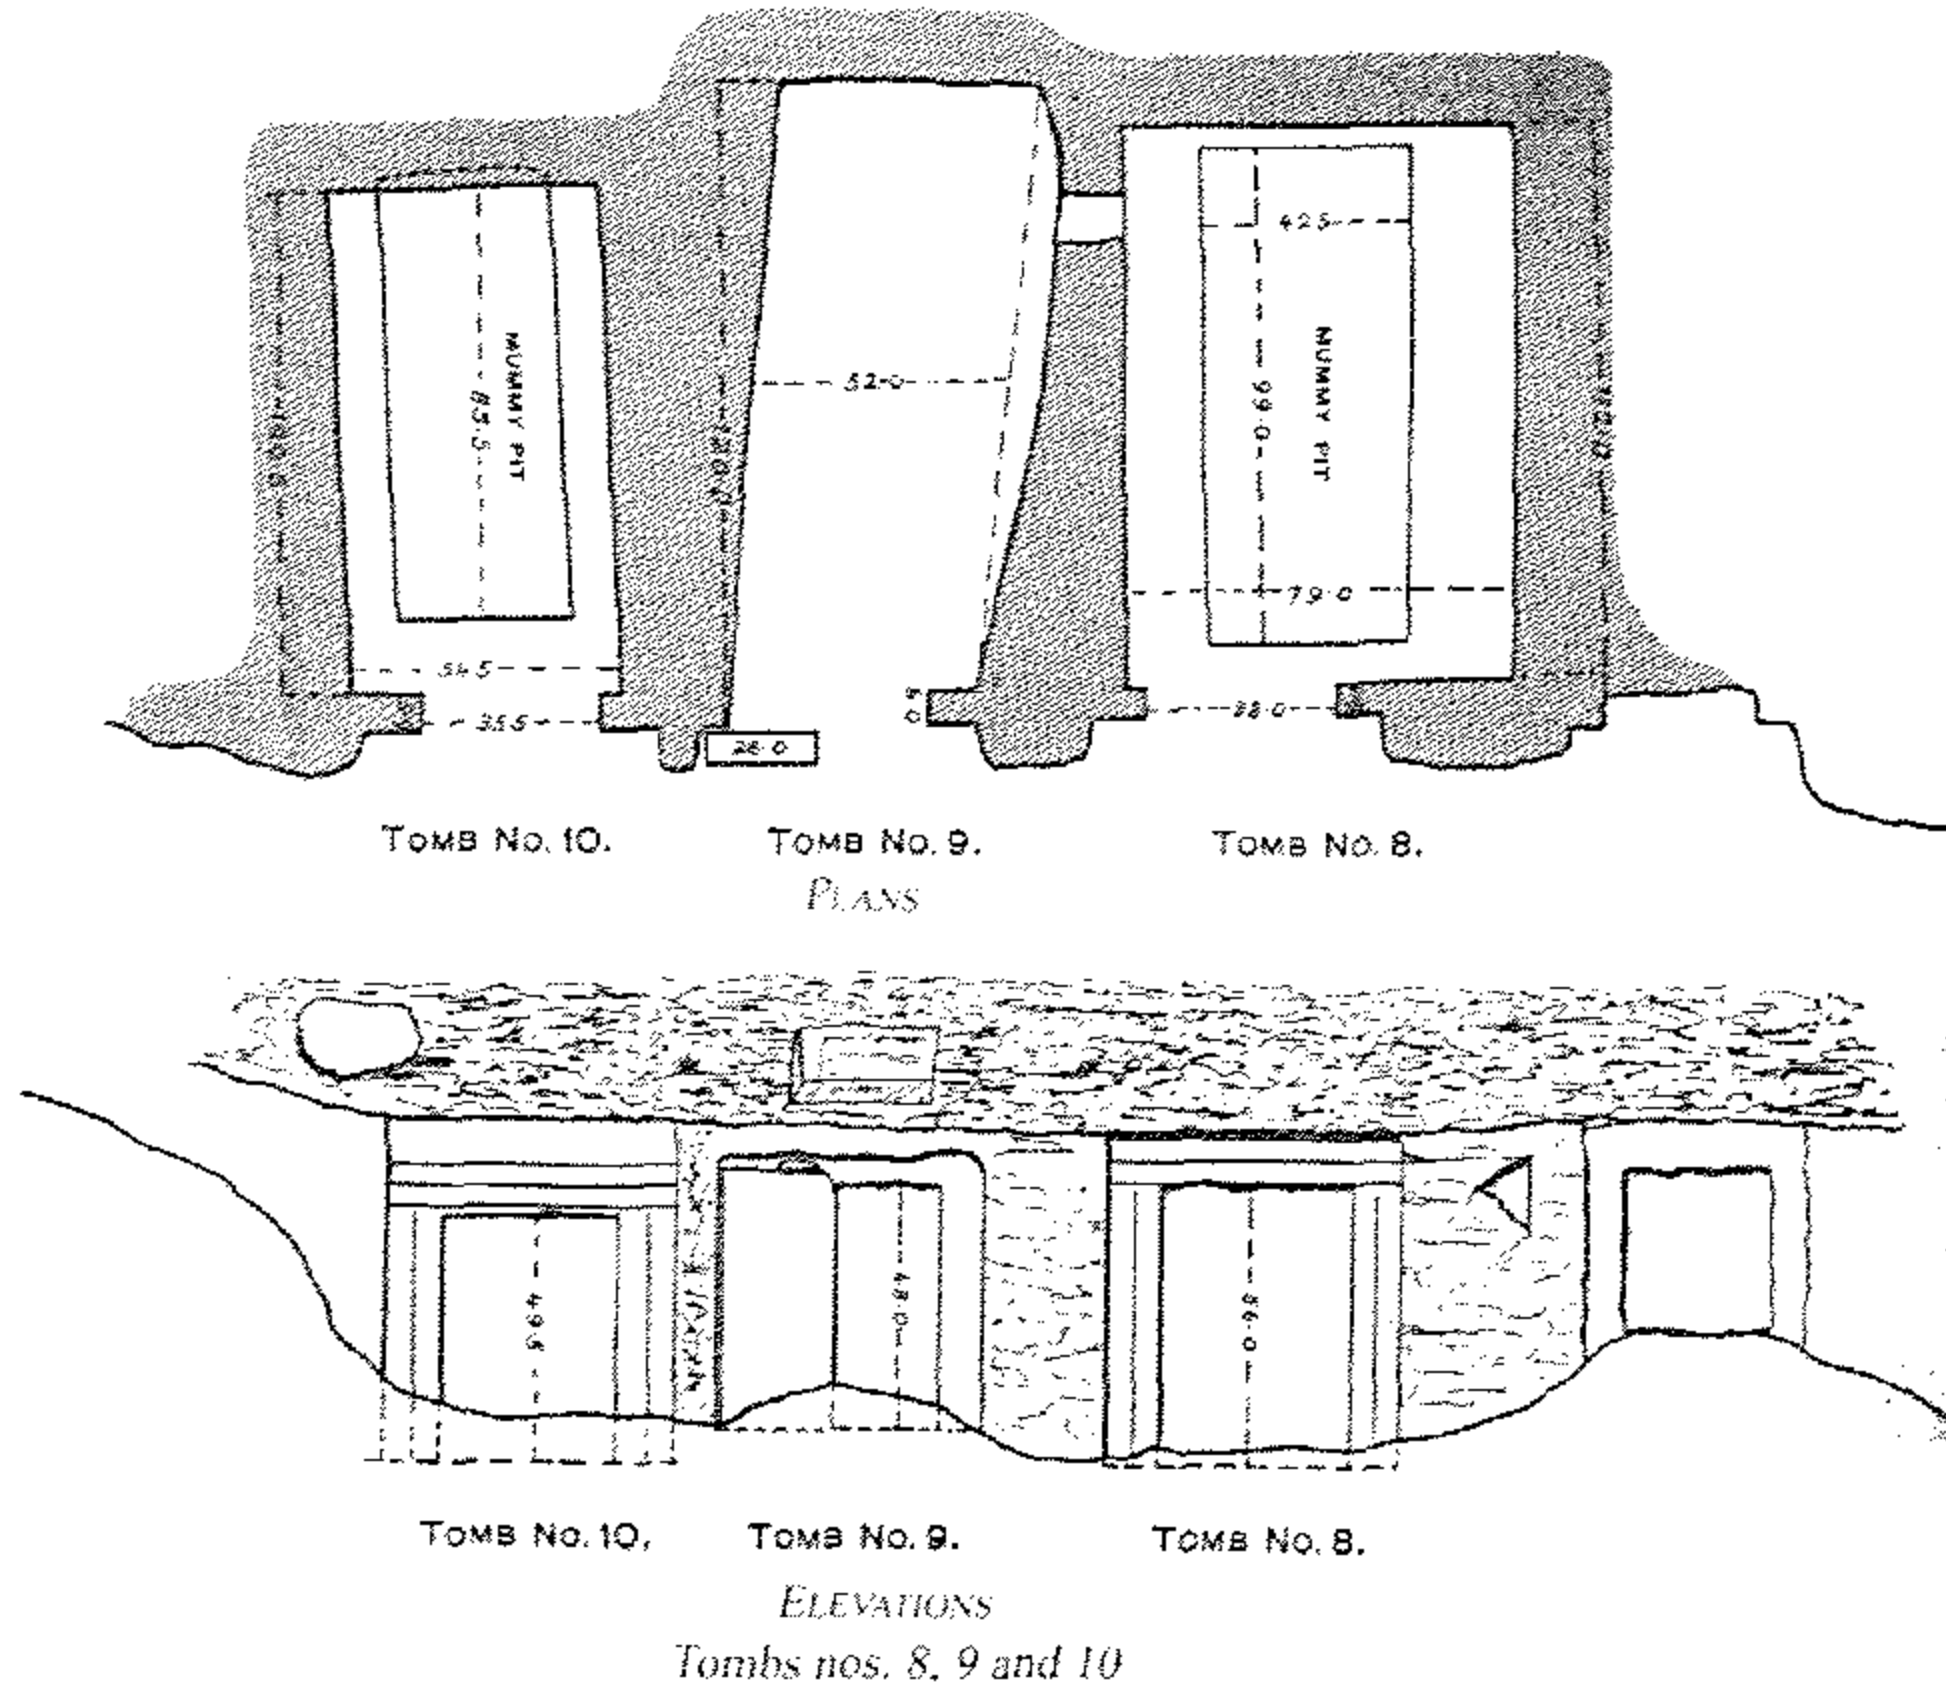 MUMMY PIT
85.5
54.5
35.5
52.0
28.0
42.5
99.0
MUMMY PIT
79.0
38.0
TOMB NO. 10.
TOMB NO. 9.
TOMB NO. 8.
PLANS
49.5
48.0
56.0
TOMB NO. 10.
TOMB NO. 9.
TOMB NO. 8.
ELEVATIONS
Tombs nos. 8, 9 and 10